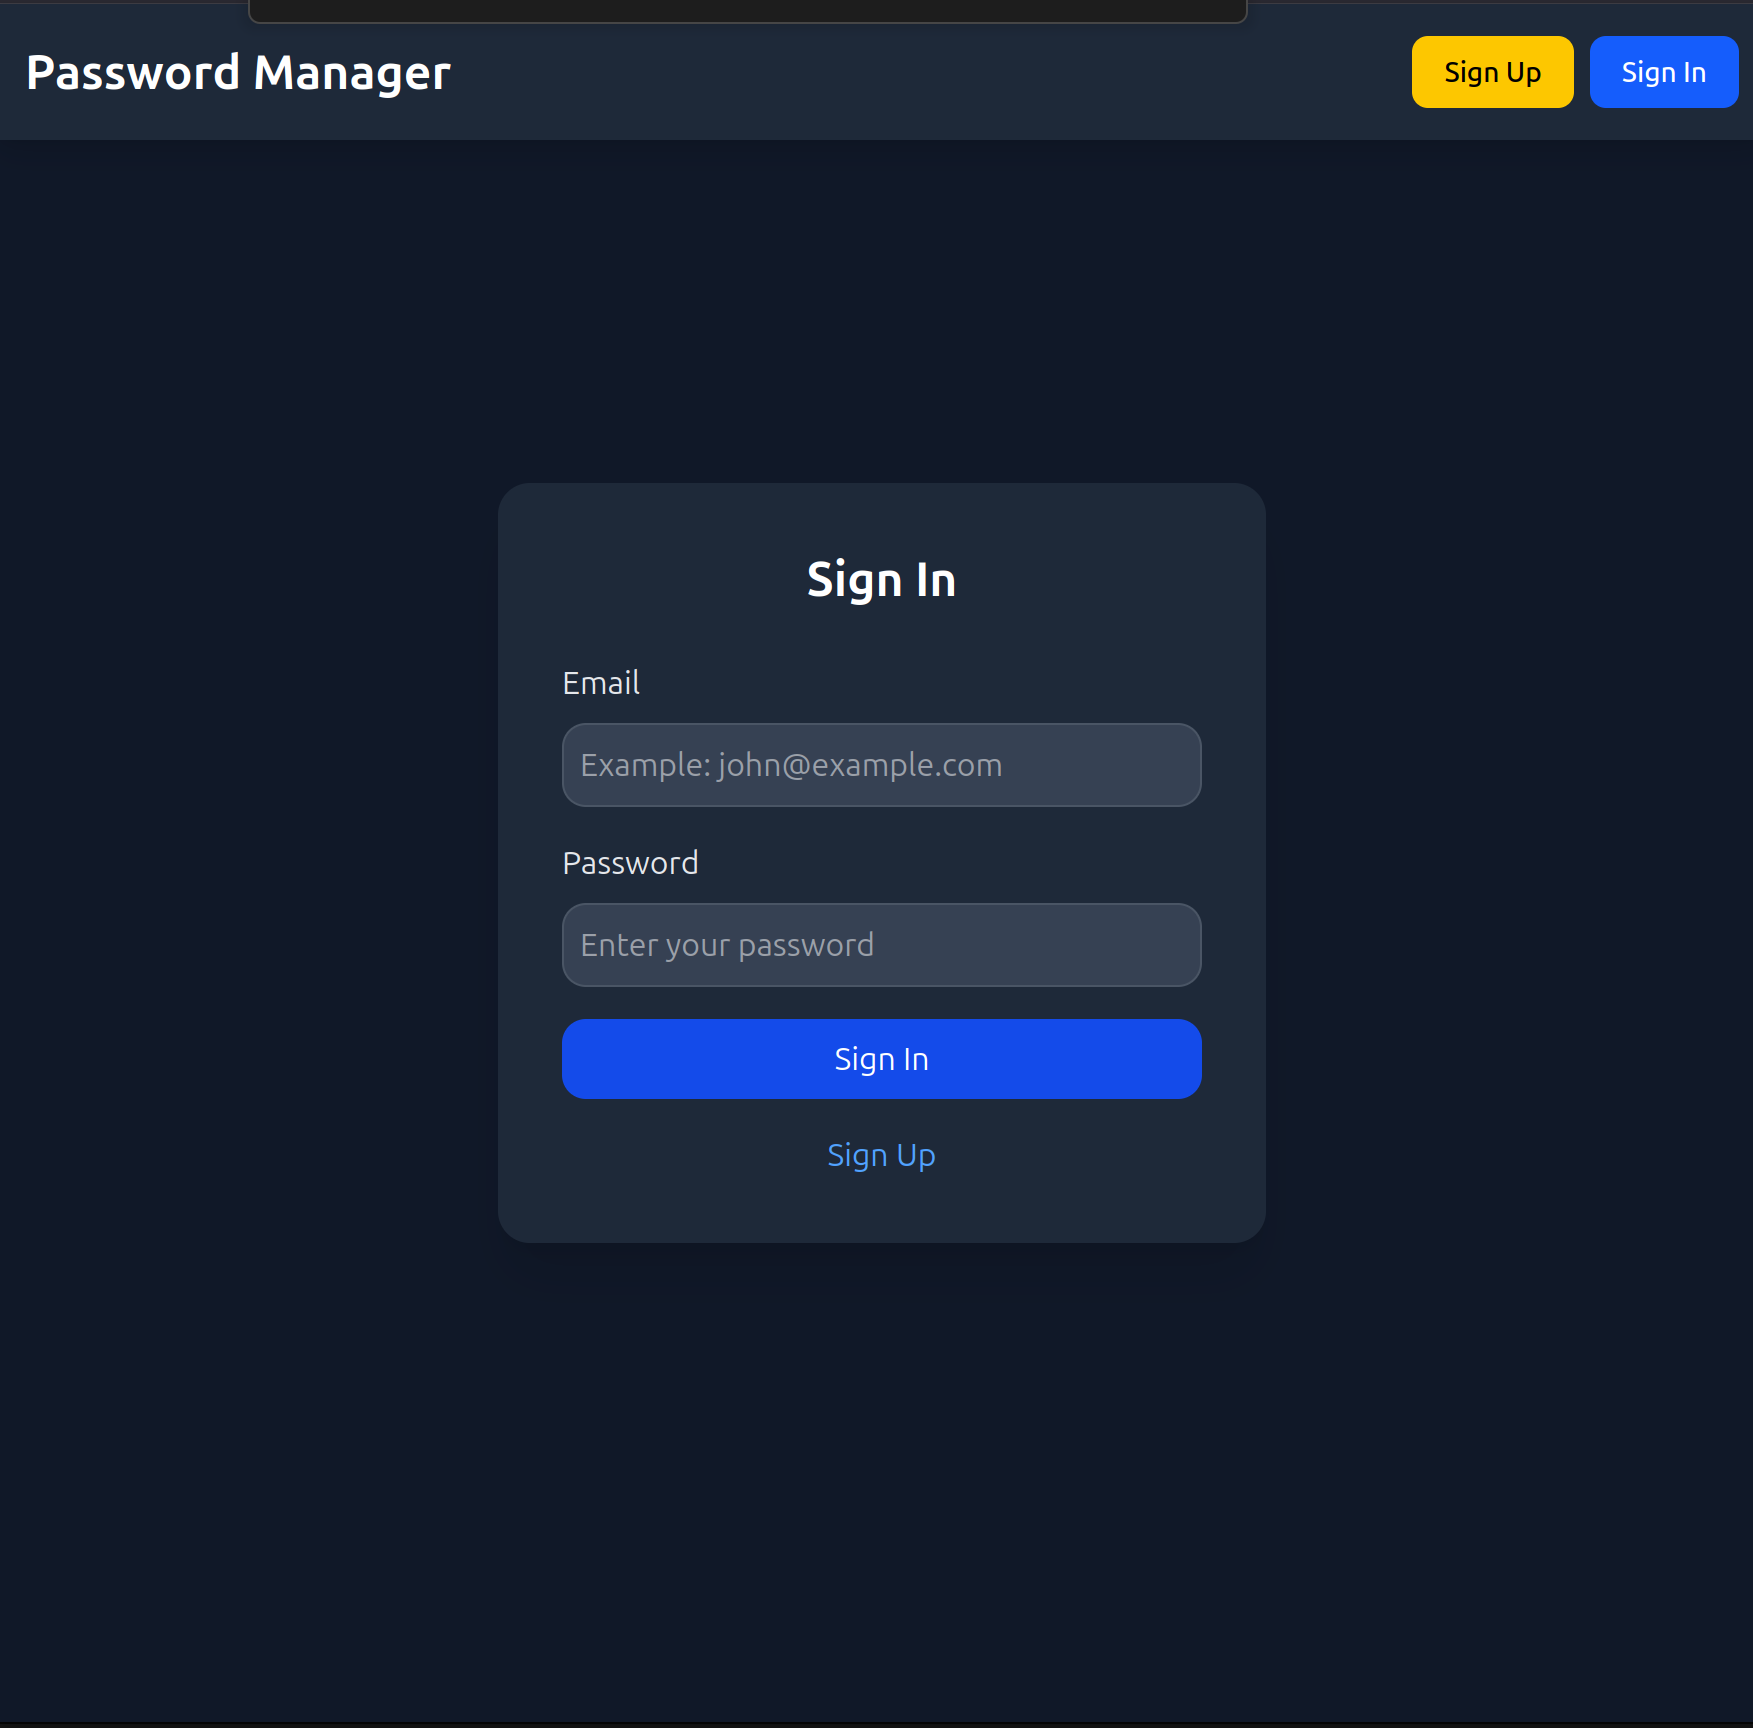 Password Manager
Sign Up
Sign In
Sign In
Email
Example: john@example.com
Password
Enter your password
Sign In
Sign Up